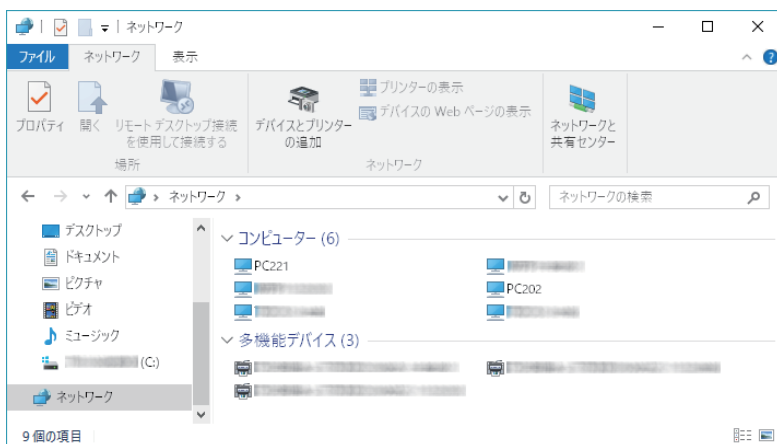 ネットワーク
ファイル ネットワーク 表示
プロパティ
開く
リモート デスクトップ接続
を使用して接続する
場所
デバイスとプリンター
の追加
プリンターの表示
デバイスの Web ページの表示
ネットワーク
ネットワークと
共有センター
ネットワーク
ネットワークの検索
デスクトップ
ドキュメント
ピクチャ
ビデオ
ミュージック
(C:)
ネットワーク
コンピューター (6)
PC221
PC202
多機能デバイス (3)
9 個の項目